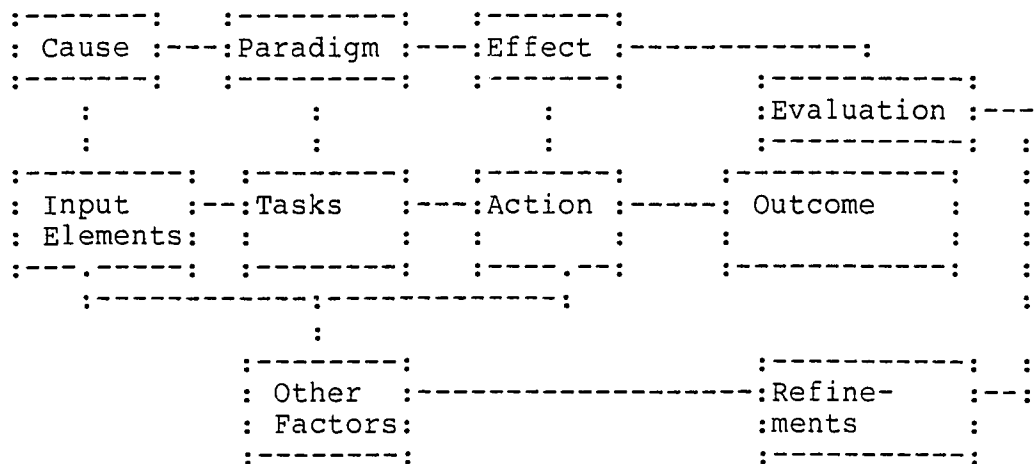 Cause Paradigm Effect
Evaluation
Input Tasks Action Outcome
Elements
Other Refine-
Factors ments